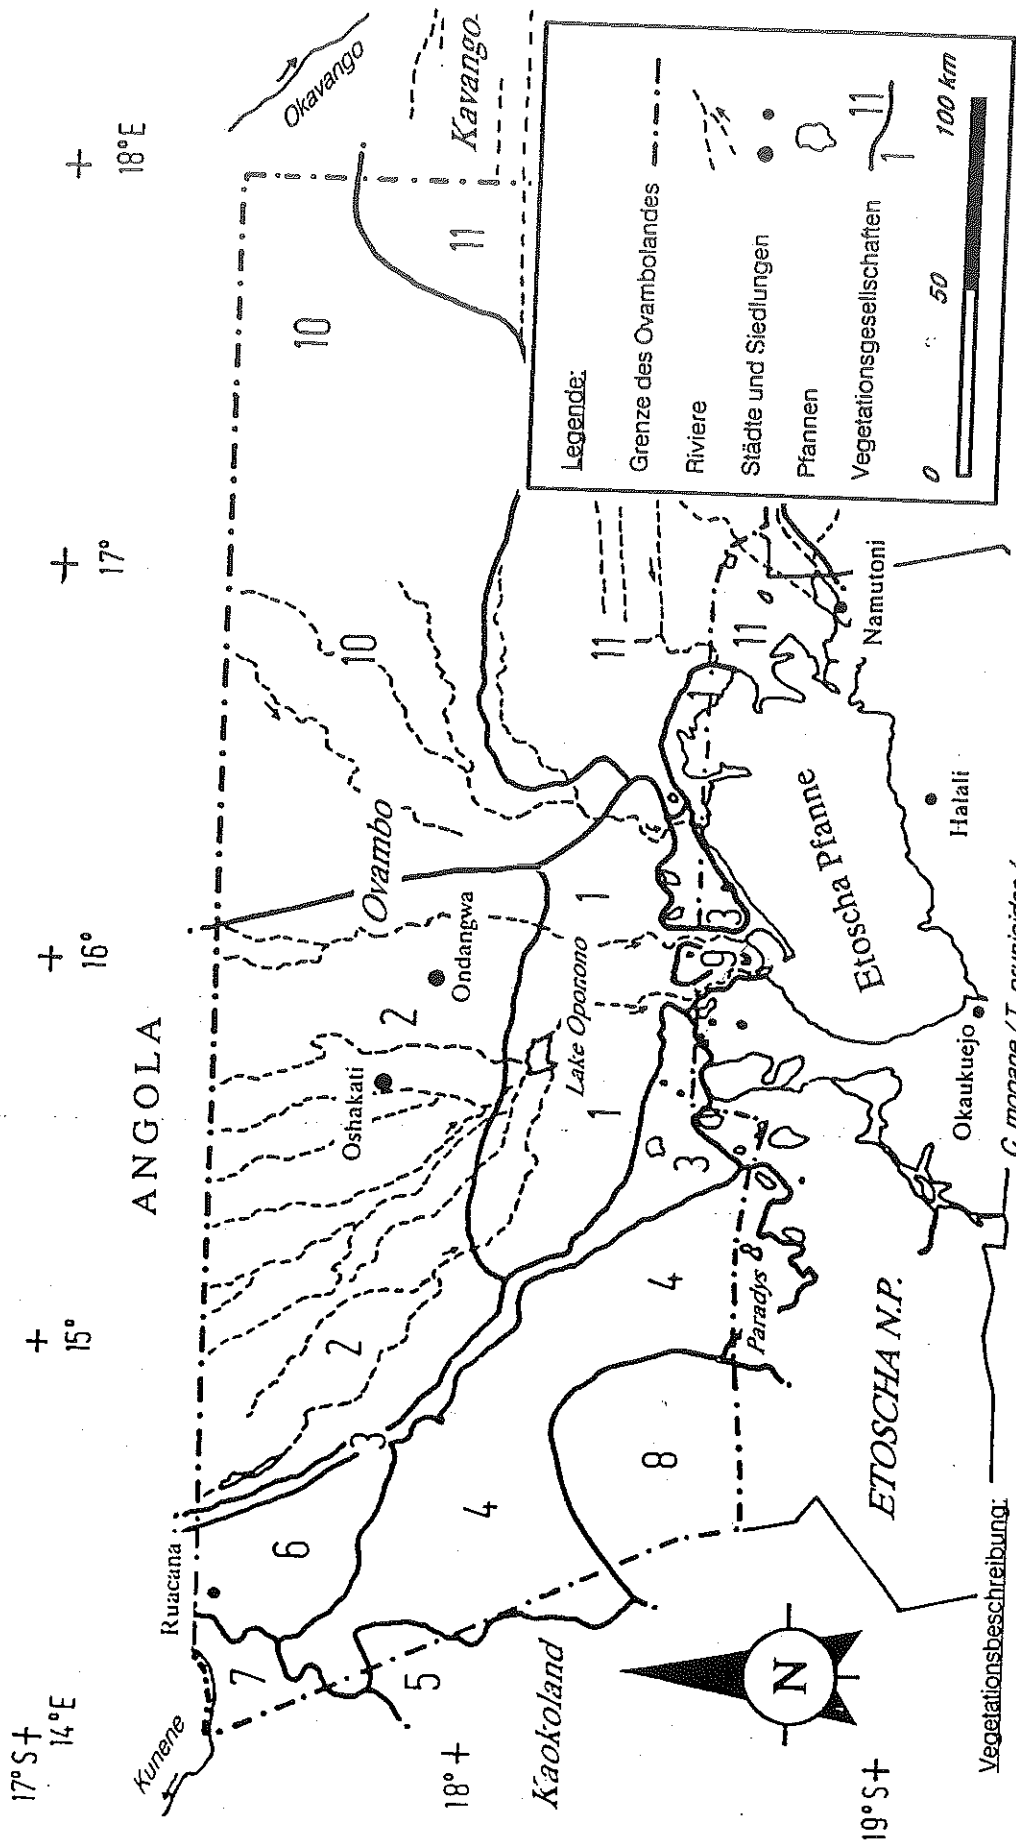 17°S
14°E
15°
16°
17°
18°E
ANGOLA
Kunene
Ruacana
Okavango
7
6
3
2
2
Oshakati
Ondangwa
Ovambo
10
10
11
Kavango
18°
5
4
Kaokoland
8
4
1
Lake Oponono
1
3
9
3
1
11
11
Paradys 8
Etoscha Pfanne
Namutoni
Halali
Okaukuejo
ETOSCHA N.P.
19°S
N
Legende:
Grenze des Ovambolandes
Riviere
Städte und Siedlungen
Pfannen
Vegetationsgesellschaften 1 11
0 50 100 km
Vegetationsbeschreibung:
C. mopane / T.